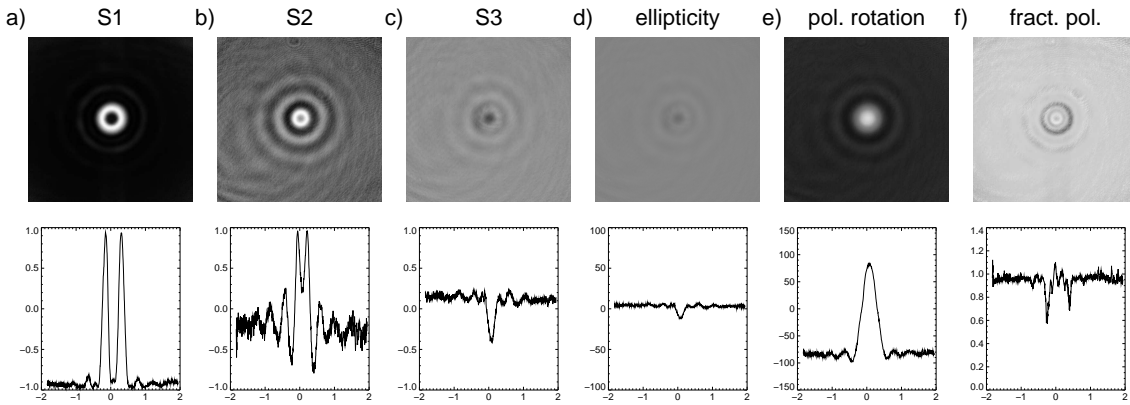 a) S1 b) S2 c) S3 d) ellipticity e) pol. rotation f) fract. pol.
1.0 1.0 1.0 150 150 1.4
1.2
0.5 0.5 0.5 100 100 1.0
50 50 0.8
0.0 0.0 0.0 0 0 0.6
−50 −50
−0.5 −0.5 −0.5 0.4
−100 0.2
−1.0 −1.0 −1.0 −100 −150 0.0
−2 −1 0 1 2 −2 −1 0 1 2 −2 −1 0 1 2 −2 −1 0 1 2 −2 −1 0 1 2 −2 −1 0 1 2